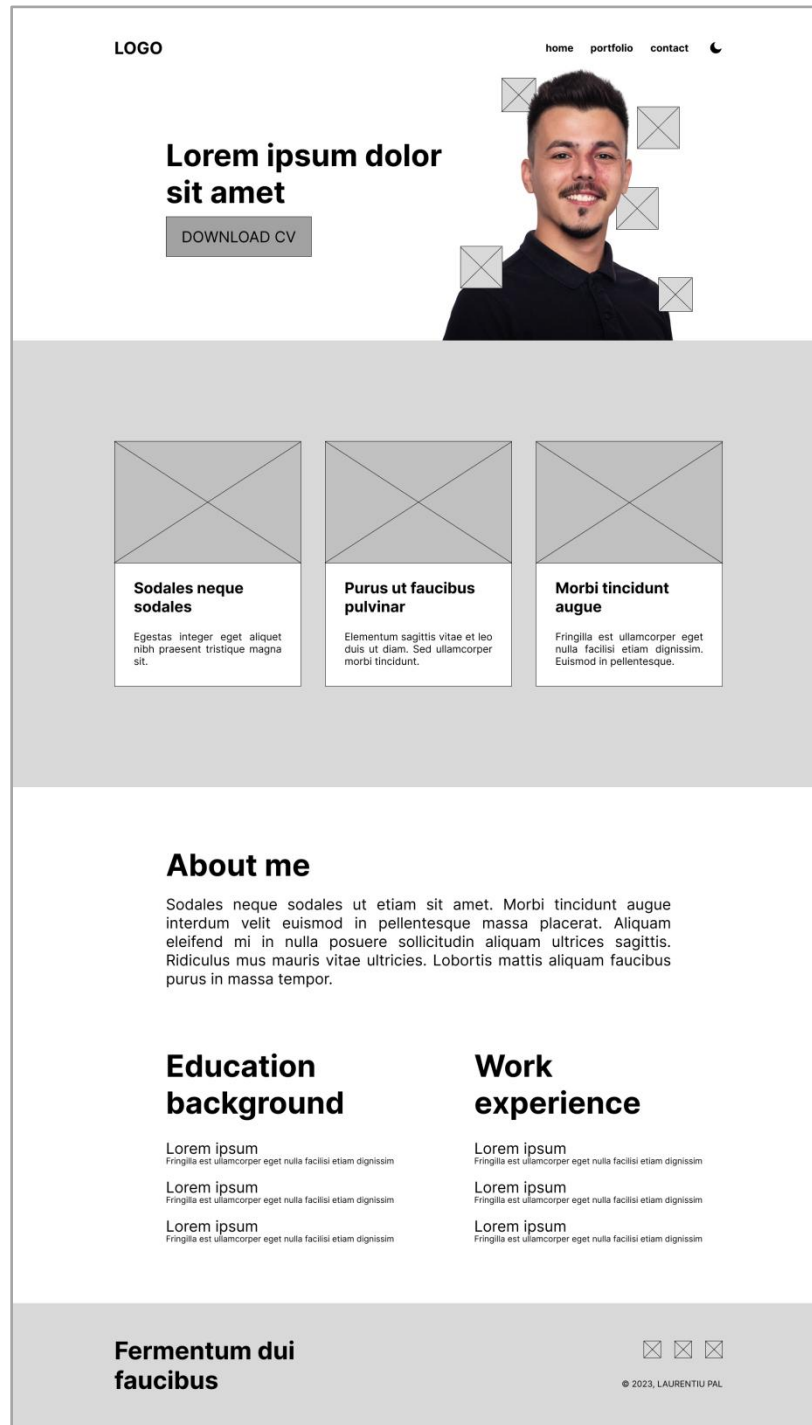 LOGO
home portfolio contact
Lorem ipsum dolor
sit amet
DOWNLOAD CV
Sodales neque
sodales
Egestas integer eget aliquet
nibh praesent tristique magna
sit.
Purus ut faucibus
pulvinar
Elementum sagittis vitae et leo
duis ut diam. Sed ullamcorper
morbi tincidunt.
Morbi tincidunt
augue
Fringilla est ullamcorper eget
nulla facilisi etiam dignissim.
Euismod in pellentesque.
About me
Sodales neque sodales ut etiam sit amet. Morbi tincidunt augue
interdum velit euismod in pellentesque massa placerat. Aliquam
eleifend mi in nulla posuere sollicitudin aliquam ultrices sagittis.
Ridiculus mus mauris vitae ultricies. Lobortis mattis aliquam faucibus
purus in massa tempor.
Education
background
Lorem ipsum
Fringilla est ullamcorper eget nulla facilisi etiam dignissim
Lorem ipsum
Fringilla est ullamcorper eget nulla facilisi etiam dignissim
Lorem ipsum
Fringilla est ullamcorper eget nulla facilisi etiam dignissim
Work
experience
Lorem ipsum
Fringilla est ullamcorper eget nulla facilisi etiam dignissim
Lorem ipsum
Fringilla est ullamcorper eget nulla facilisi etiam dignissim
Lorem ipsum
Fringilla est ullamcorper eget nulla facilisi etiam dignissim
Fermentum dui
faucibus
© 2023, LAURENTIU PAL